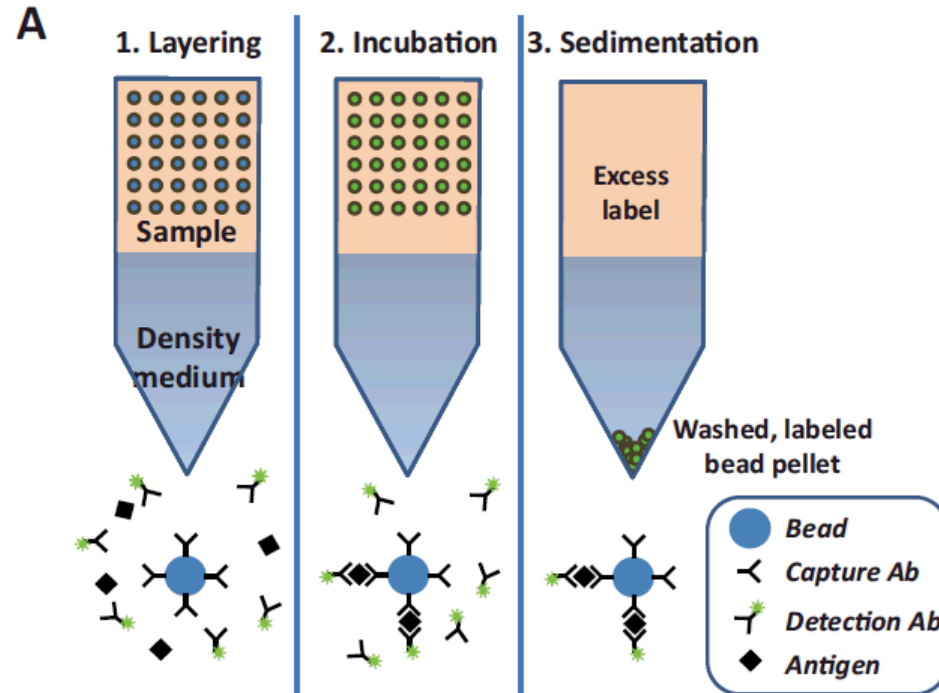 A
1. Layering
2. Incubation
3. Sedimentation
Sample
Density
medium
Excess
label
Washed, labeled
bead pellet
Bead
Capture Ab
Detection Ab
Antigen